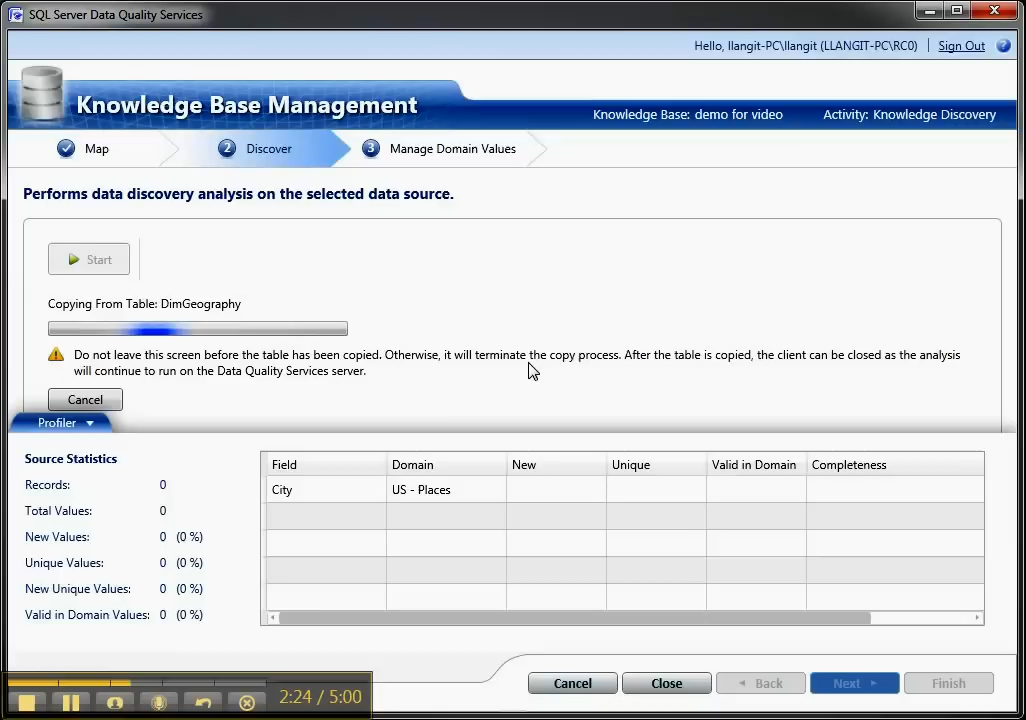 SQL Server Data Quality Services
Hello, llangit-PC\llangit (LLANGIT-PC\RC0) Sign Out ?
Knowledge Base Management
Knowledge Base: demo for video Activity: Knowledge Discovery
Map 2 Discover 3 Manage Domain Values
Performs data discovery analysis on the selected data source.
Start
Copying From Table: DimGeography
Do not leave this screen before the table has been copied. Otherwise, it will terminate the copy process. After the table is copied, the client can be closed as the analysis
will continue to run on the Data Quality Services server.
Cancel
Profiler
Source Statistics
Records: 0
Total Values: 0
New Values: 0 (0 %)
Unique Values: 0 (0 %)
New Unique Values: 0 (0 %)
Valid in Domain Values: 0 (0 %)
Field Domain New Unique Valid in Domain Completeness
City US - Places
2:24 / 5:00
Cancel Close Back Next Finish